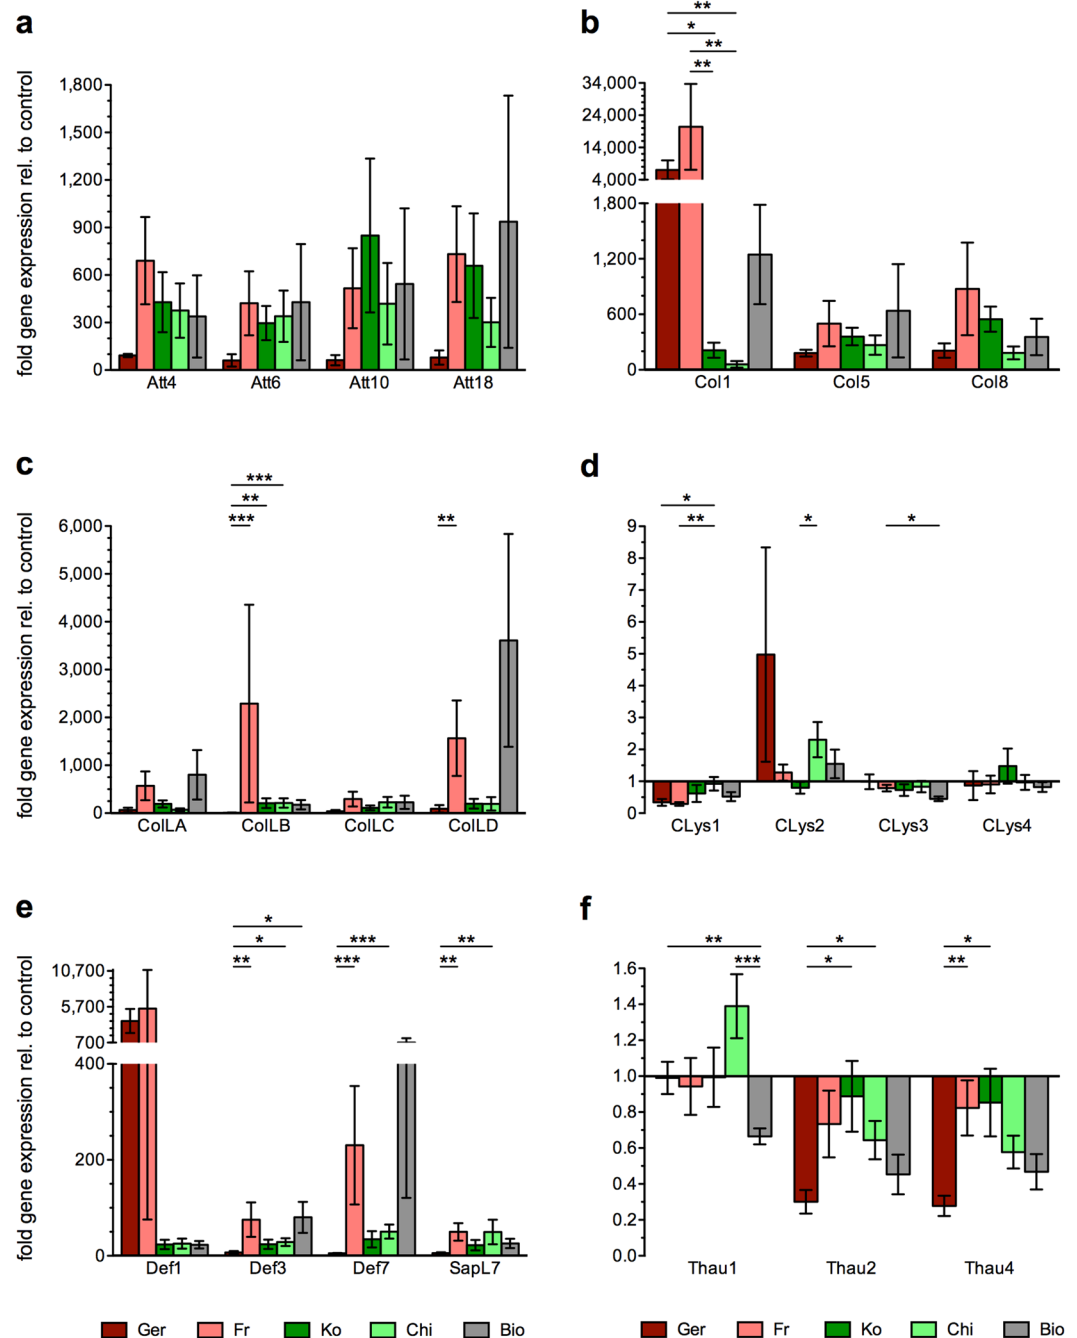 a
fold gene expression rel. to control
1,800
1,500
1,200
900
600
300
0
Att4 Att6 Att10 Att18
b
**
*
**
**
34,000
24,000
14,000
4,000
1,800
1,200
600
0
Col1 Col5 Col8
c
fold gene expression rel. to control
***
**
*** **
6,000
5,000
4,000
3,000
2,000
1,000
0
ColLA ColLB ColLC ColLD
d
*
** * *
9
8
7
6
5
4
3
2
1
0
CLys1 CLys2 CLys3 CLys4
e
fold gene expression rel. to control
*
* *** **
** *** **
10,700
5,700
700
400
200
0
Def1 Def3 Def7 SapL7
f
** * *
*** * **
1.6
1.4
1.2
1.0
0.8
0.6
0.4
0.2
0.0
Thau1 Thau2 Thau4
Ger Fr Ko Chi Bio
Ger Fr Ko Chi Bio